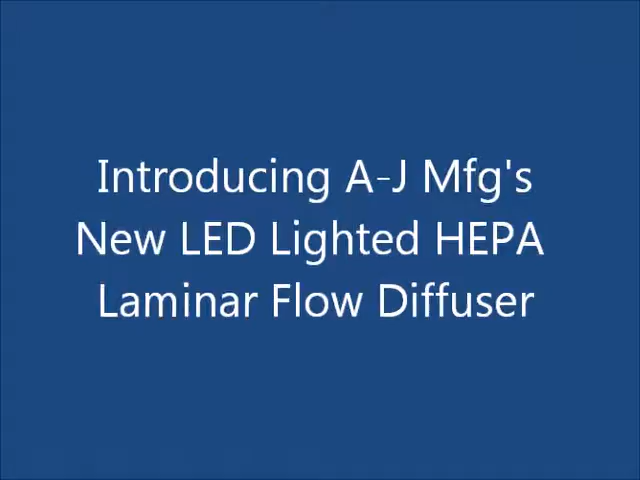 Introducing A-J Mfg's
New LED Lighted HEPA
Laminar Flow Diffuser